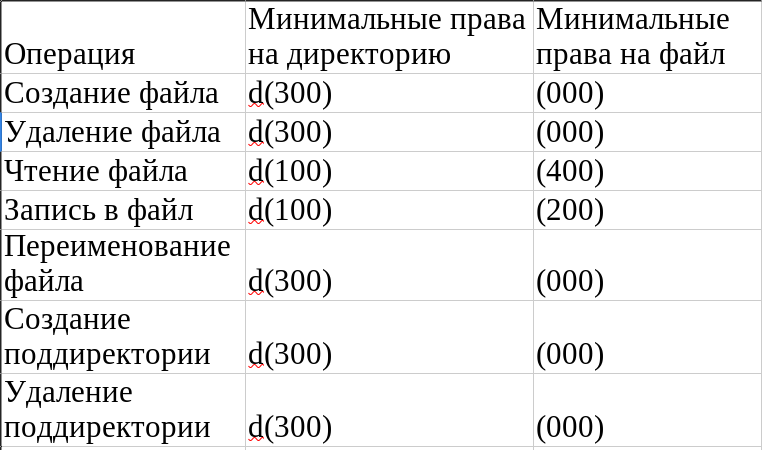 Операция
Минимальные права
на директорию
Минимальные
права на файл
Создание файла
d(300)
(000)
Удаление файла
d(300)
(000)
Чтение файла
d(100)
(400)
Запись в файл
d(100)
(200)
Переименование
файла
d(300)
(000)
Создание
поддиректории
d(300)
(000)
Удаление
поддиректории
d(300)
(000)